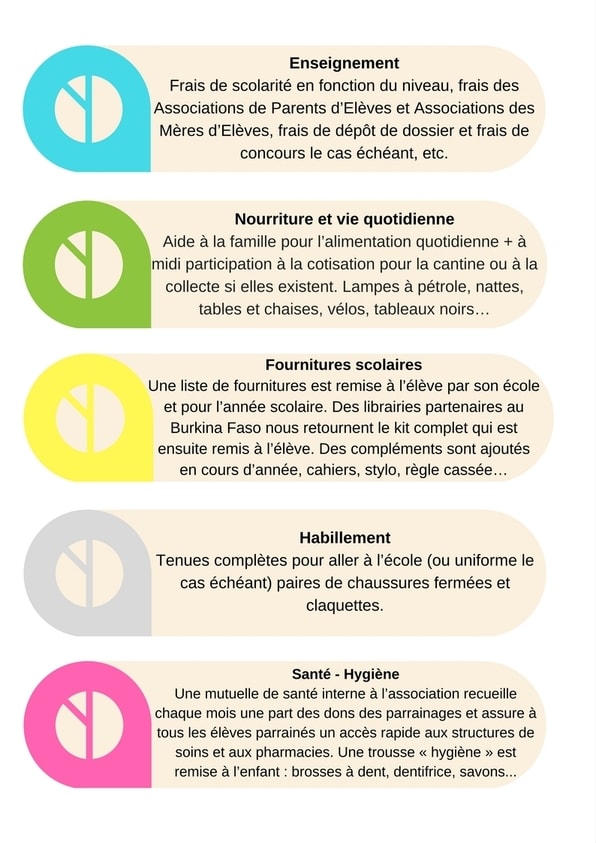 Enseignement
Frais de scolarité en fonction du niveau, frais des
Associations de Parents d’Elèves et Associations des
Mères d’Elèves, frais de dépôt de dossier et frais de
concours le cas échéant, etc.
Nourriture et vie quotidienne
Aide à la famille pour l’alimentation quotidienne + à
midi participation à la cotisation pour la cantine ou à la
collecte si elles existent. Lampes à pétrole, nattes,
tables et chaises, vélos, tableaux noirs…
Fournitures scolaires
Une liste de fournitures est remise à l’élève par son école
et pour l’année scolaire. Des librairies partenaires au
Burkina Faso nous retournent le kit complet qui est
ensuite remis à l’élève. Des compléments sont ajoutés
en cours d’année, cahiers, stylo, règle cassée…
Habillement
Tenues complètes pour aller à l’école (ou uniforme le
cas échéant) paires de chaussures fermées et
claquettes.
Santé - Hygiène
Une mutuelle de santé interne à l’association recueille
chaque mois une part des dons des parrainages et assure à
tous les élèves parrainés un accès rapide aux structures de
soins et aux pharmacies. Une trousse « hygiène » est
remise à l’enfant : brosses à dent, dentifrice, savons...